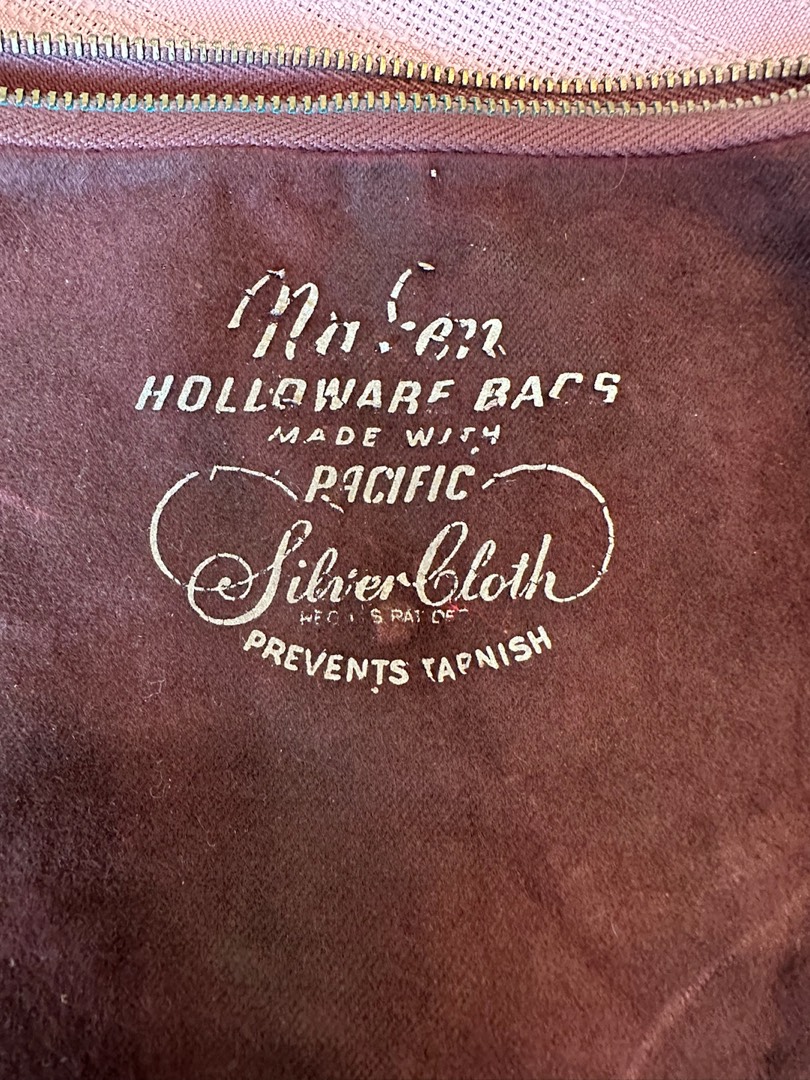 HOLLOWARE BAGS
MADE WITH
PACIFIC
Silver Cloth
PREVENTS TARNISH